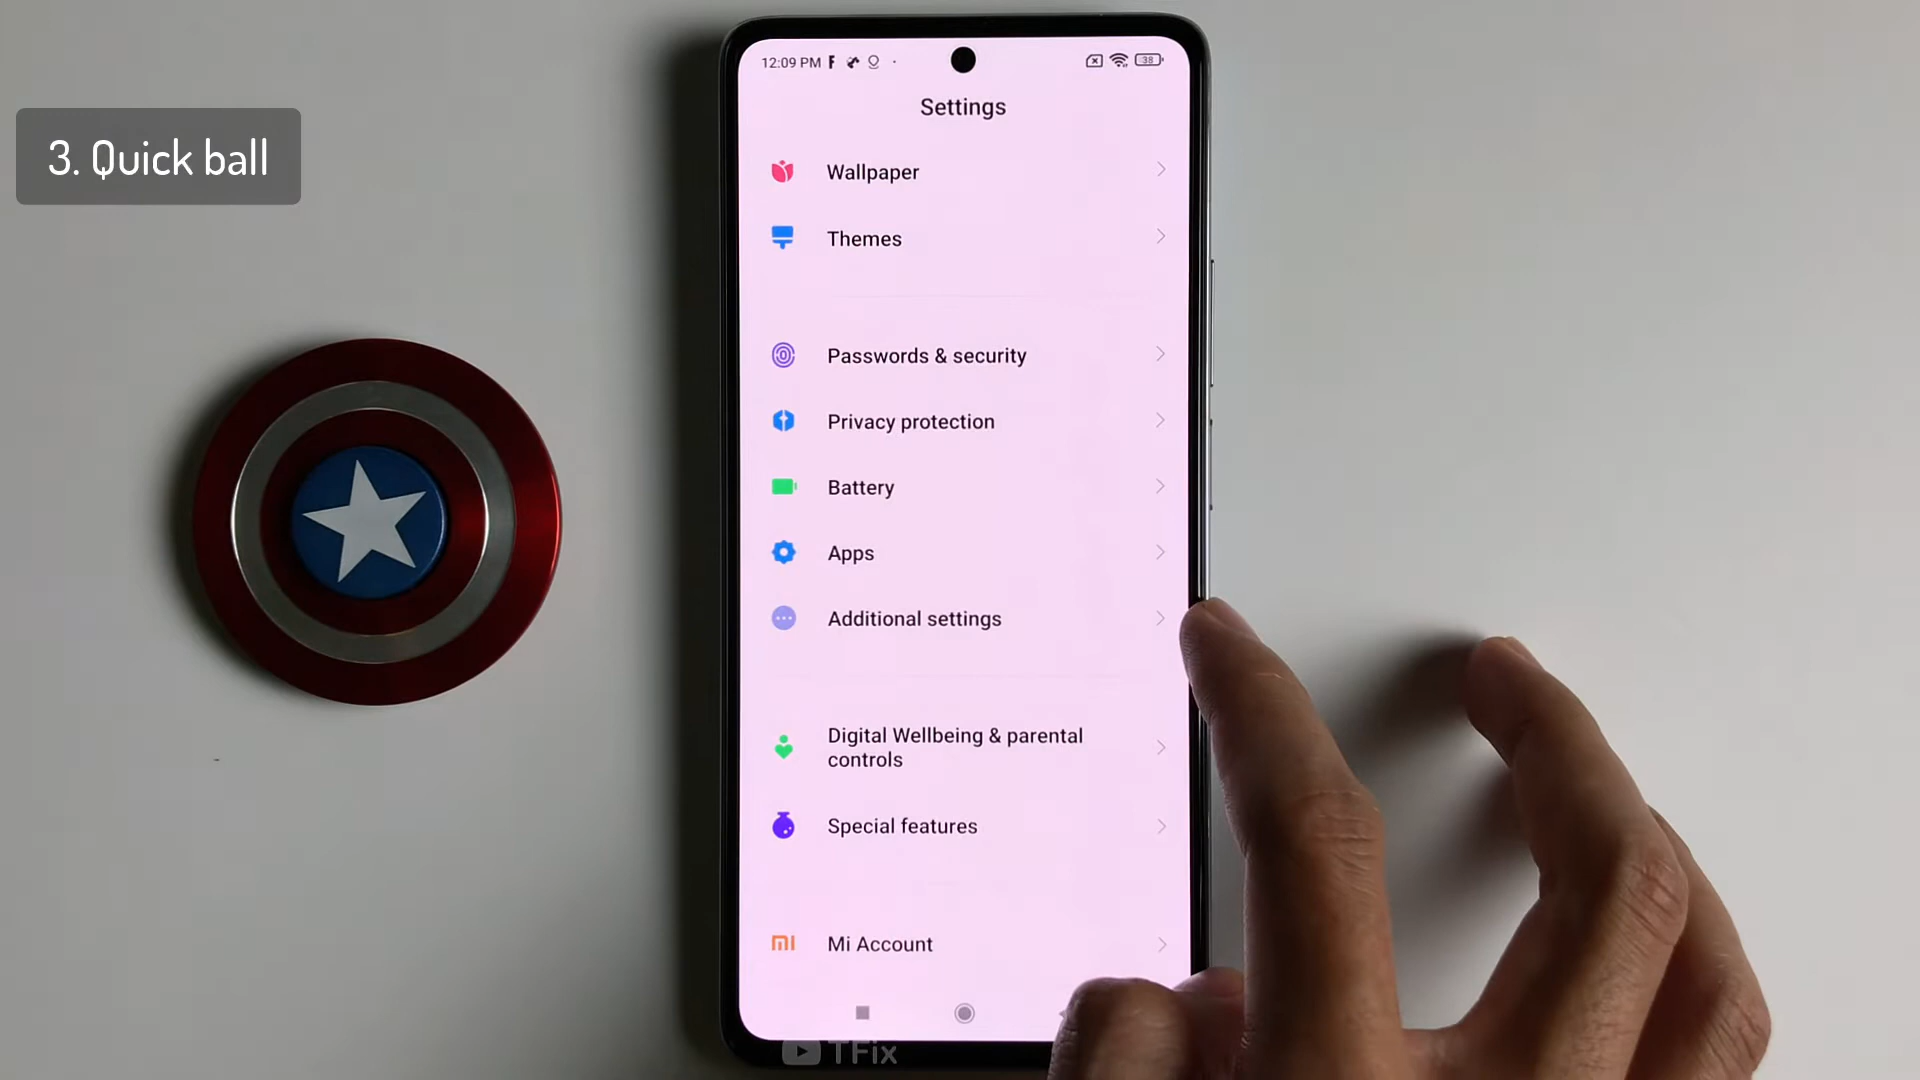 3. Quick ball
12:09 PM
38
Settings
Wallpaper
Themes
Passwords & security
Privacy protection
Battery
Apps
Additional settings
Digital Wellbeing & parental
controls
Special features
Mi Account
TFix